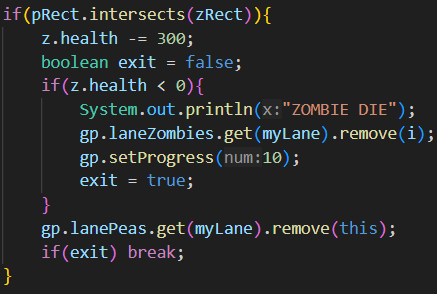 if(pRect.intersects(zRect)){
    z.health -= 300;
    boolean exit = false;
    if(z.health < 0){
        System.out.println(x:"ZOMBIE DIE");
        gp.laneZombies.get(myLane).remove(i);
        gp.setProgress(num:10);
        exit = true;
    }
    gp.lanePeas.get(myLane).remove(this);
    if(exit) break;
}